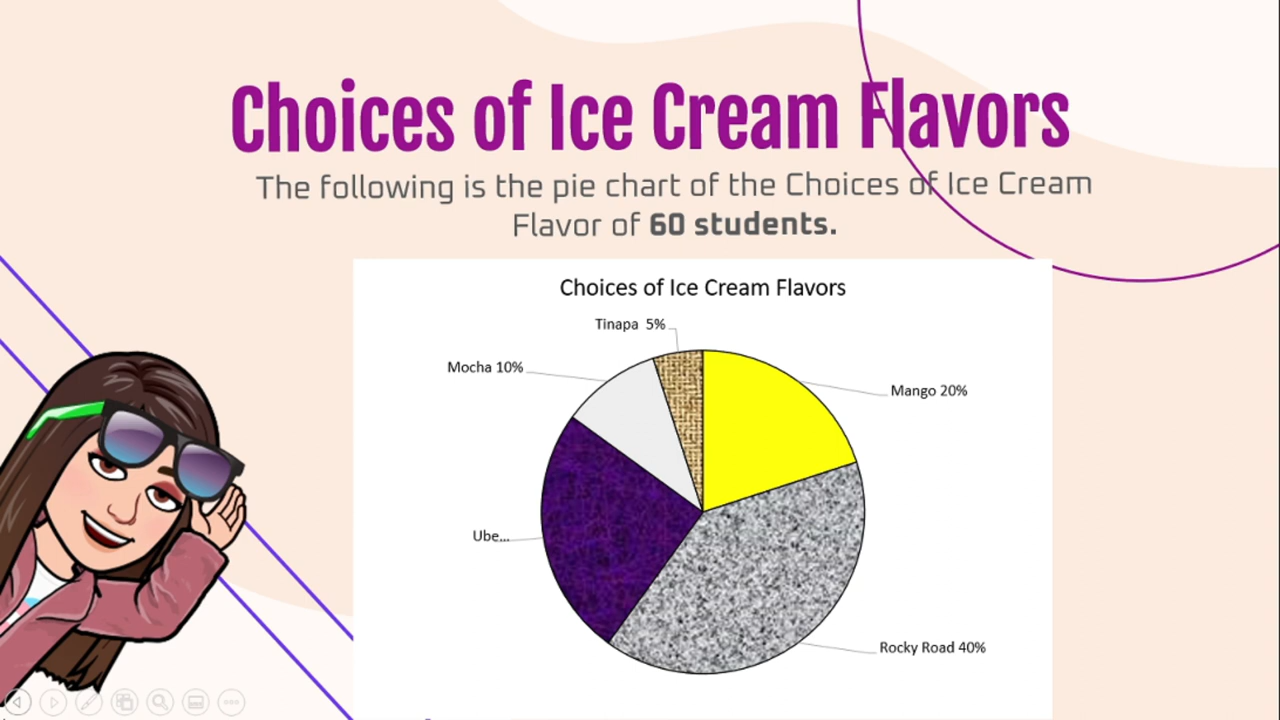 Choices of Ice Cream Flavors
The following is the pie chart of the Choices of Ice Cream
Flavor of 60 students.
Choices of Ice Cream Flavors
Tinapa 5%
Mocha 10%
Mango 20%
Ube...
Rocky Road 40%